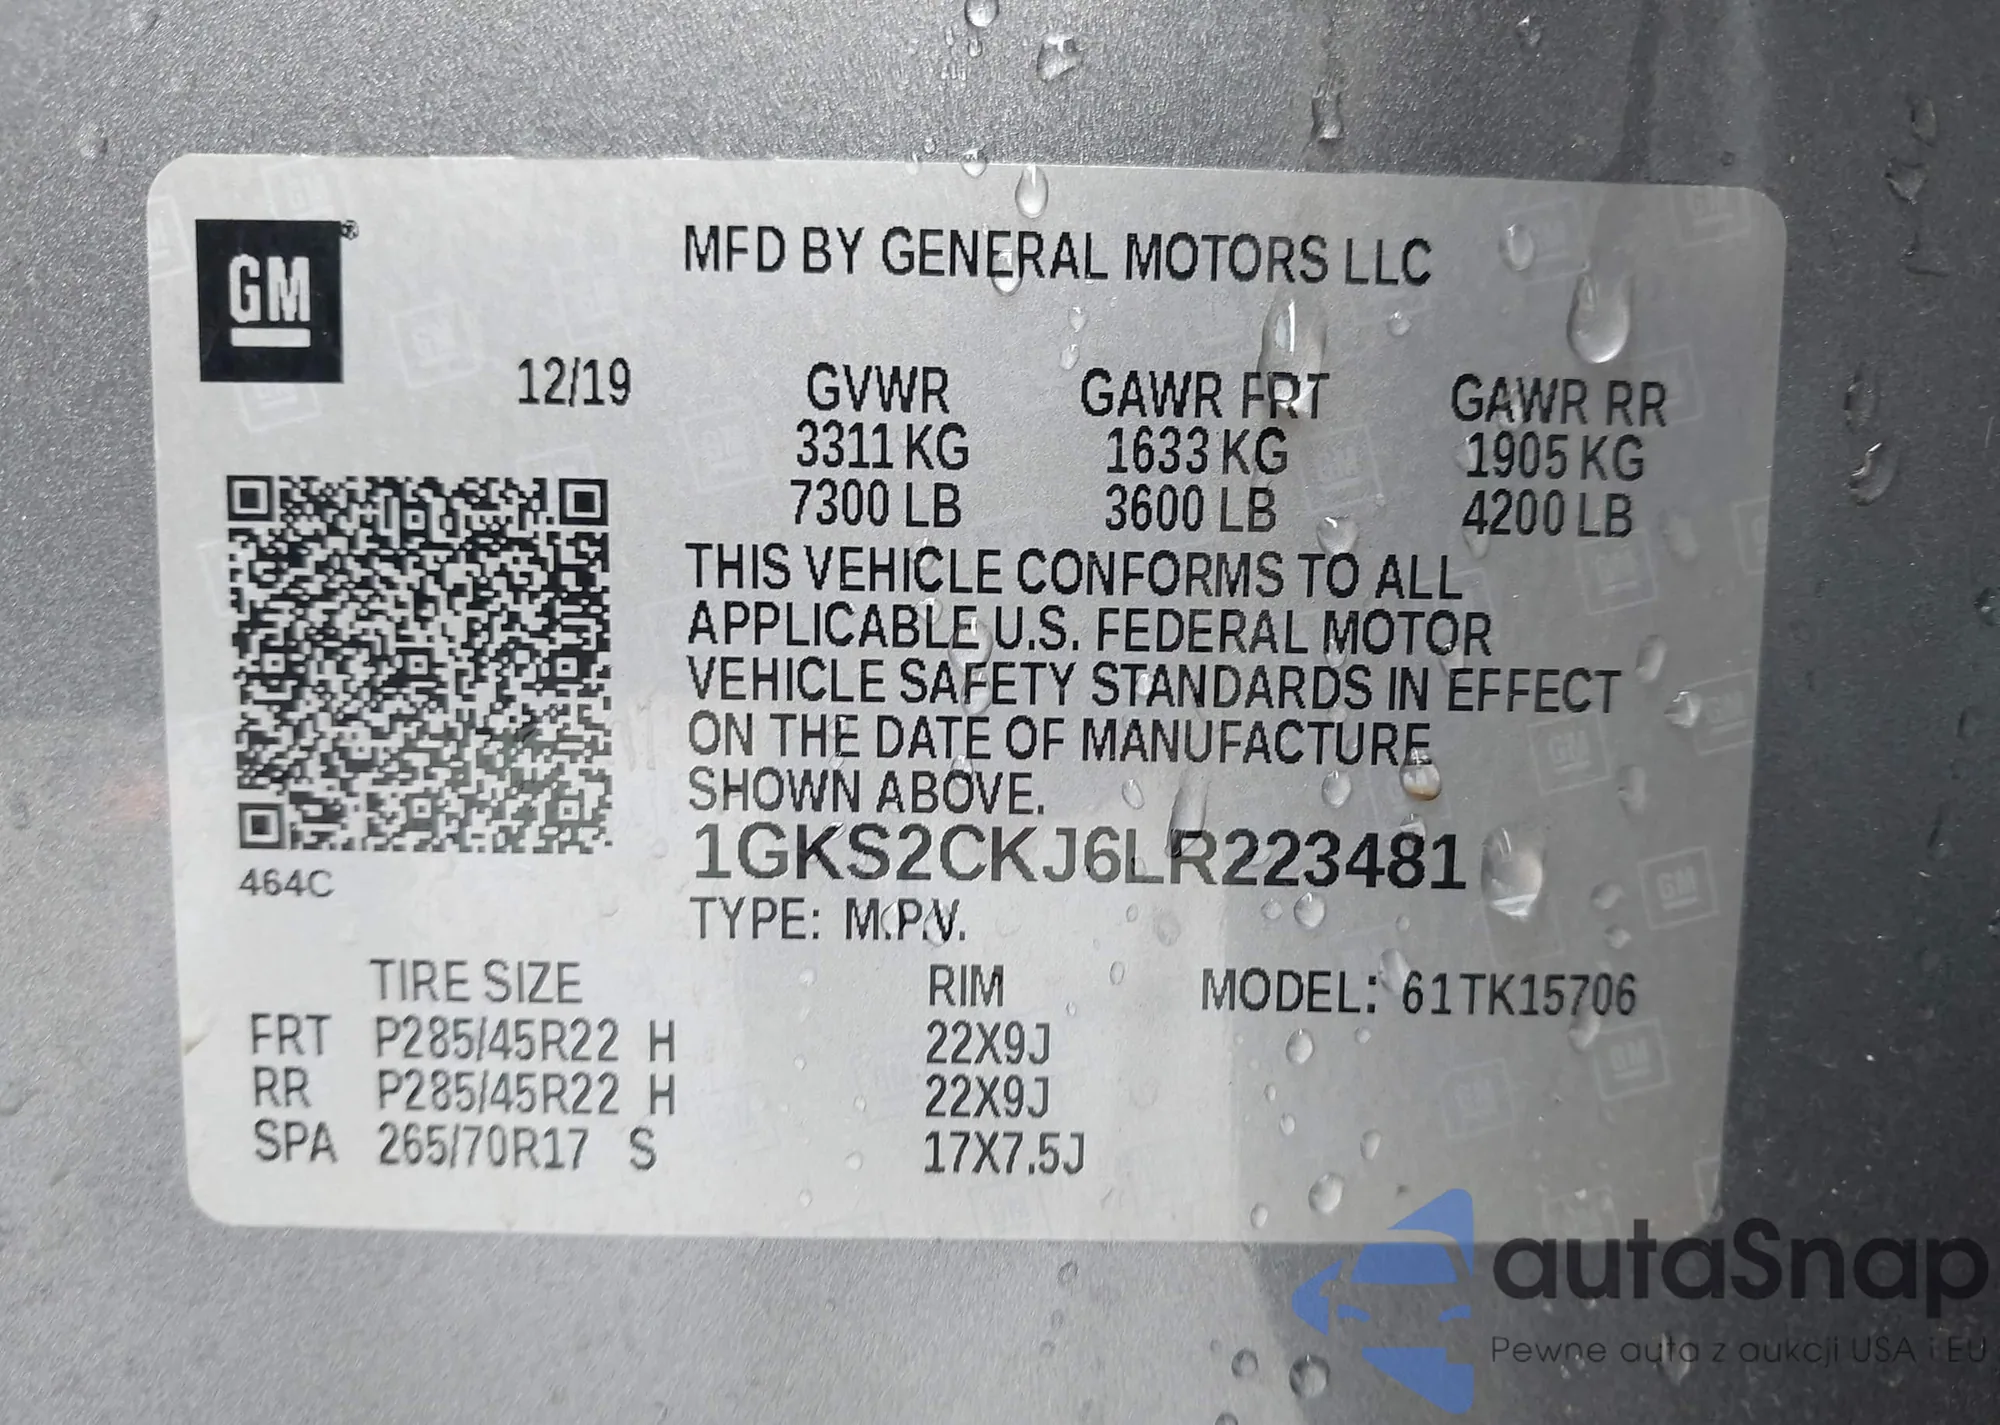 GM®
MFD BY GENERAL MOTORS LLC
12/19 GVWR GAWR FRT GAWR RR
3311 KG 1633 KG 1905 KG
7300 LB 3600 LB 4200 LB
THIS VEHICLE CONFORMS TO ALL
APPLICABLE U.S. FEDERAL MOTOR
VEHICLE SAFETY STANDARDS IN EFFECT
ON THE DATE OF MANUFACTURE
SHOWN ABOVE.
1GKS2CKJ6LR223481
464C
TYPE: M.P.V.
TIRE SIZE RIM MODEL: 61TK15706
FRT P285/45R22 H 22X9J
RR P285/45R22 H 22X9J
SPA 265/70R17 S 17X7.5J
autaSnap
Pewne auta z aukcji USA i EU